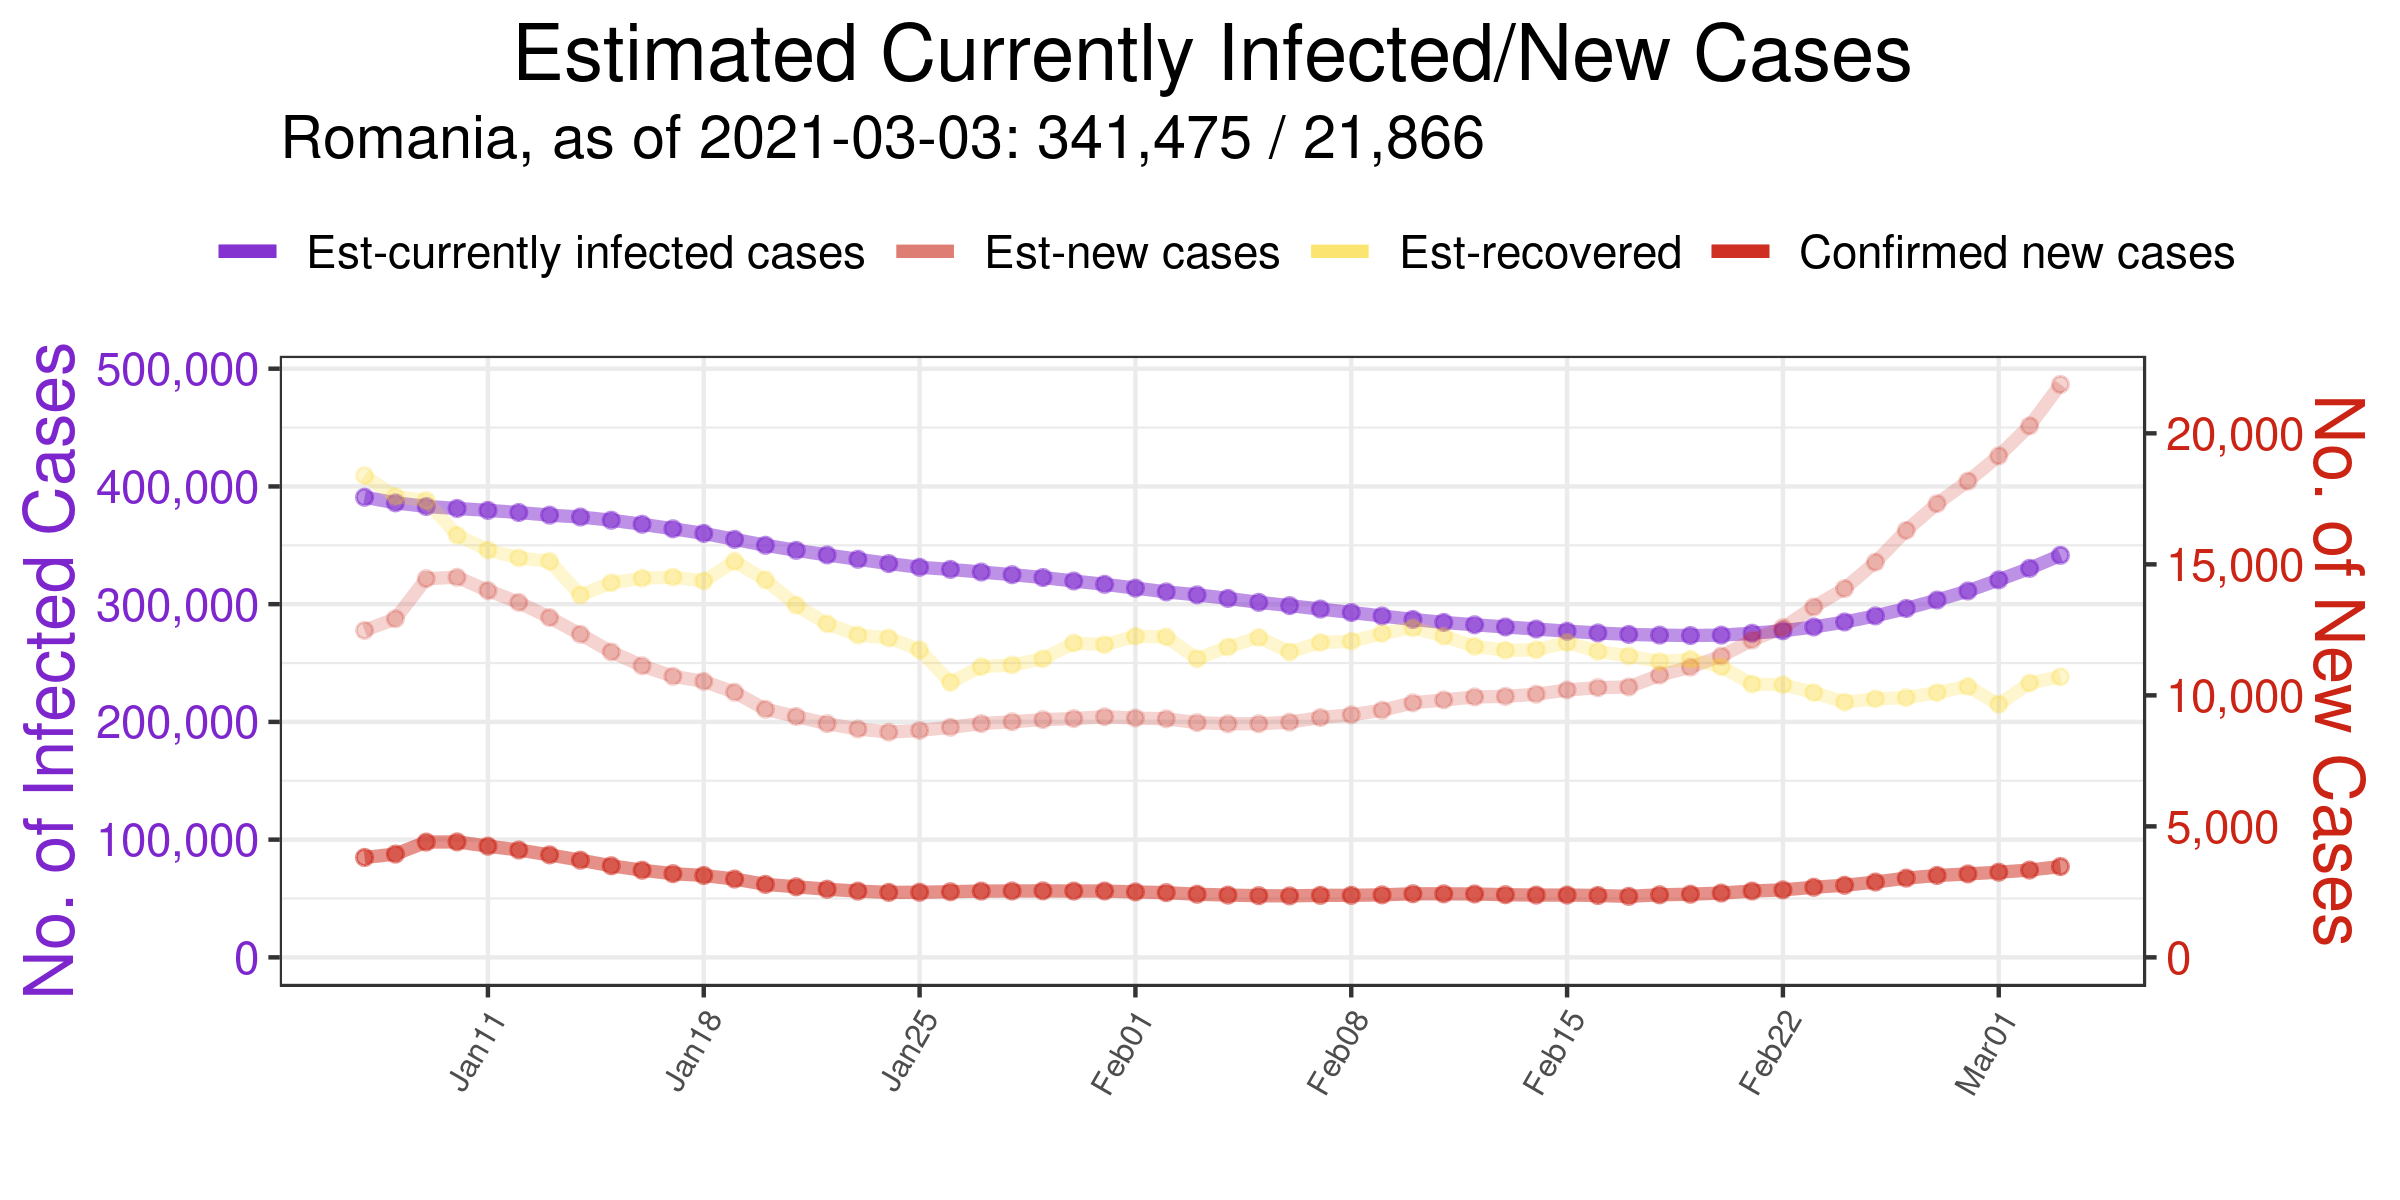 Estimated Currently Infected/New Cases
Romania, as of 2021-03-03: 341,475 / 21,866
Est-currently infected cases Est-new cases Est-recovered Confirmed new cases
No. of Infected Cases
500,000
400,000
300,000
200,000
100,000
0
20,000
15,000
10,000
5,000
0
No. of New Cases
Jan11 Jan18 Jan25 Feb01 Feb08 Feb15 Feb22 Mar01